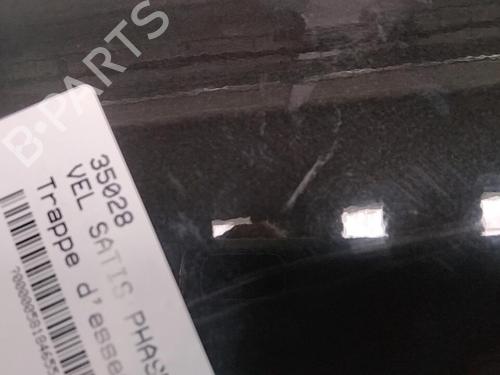 B-PARTS
35028
VEL SATIS PHAS
Trappe d'esse